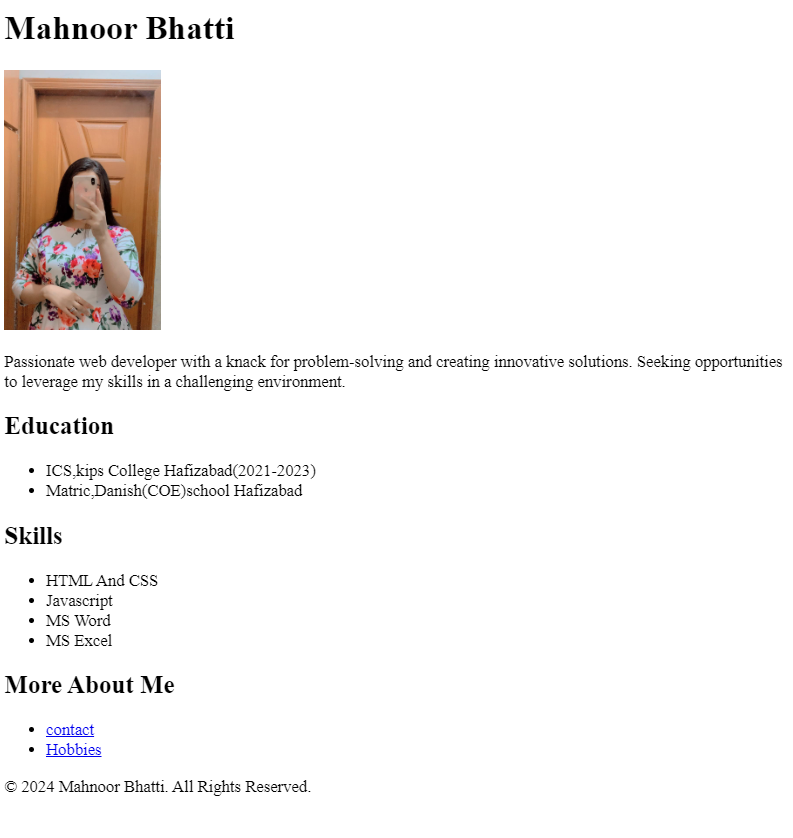 Mahnoor Bhatti
Passionate web developer with a knack for problem-solving and creating innovative solutions. Seeking opportunities
to leverage my skills in a challenging environment.
Education
ICS,kips College Hafizabad(2021-2023)
Matric,Danish(COE)school Hafizabad
Skills
HTML And CSS
Javascript
MS Word
MS Excel
More About Me
contact
Hobbies
© 2024 Mahnoor Bhatti. All Rights Reserved.